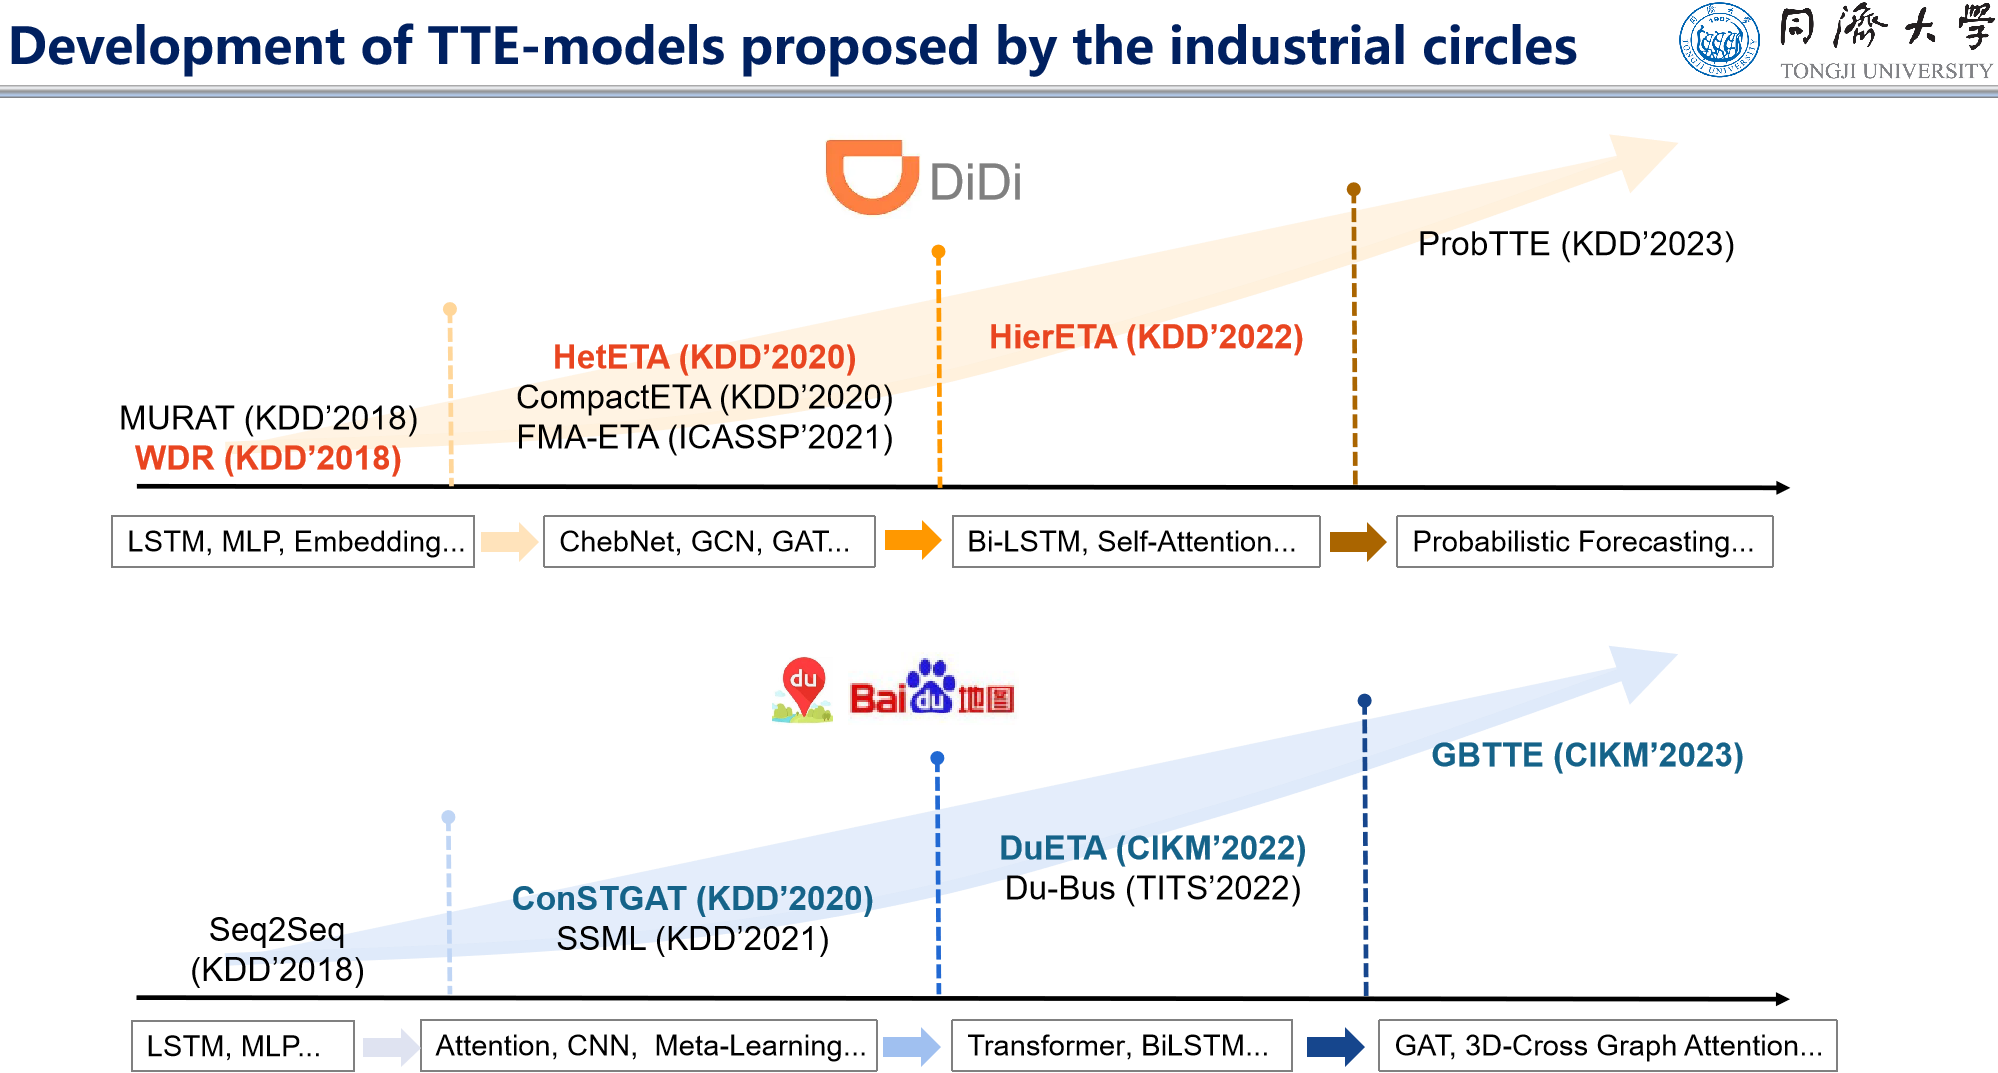 Development of TTE-models proposed by the industrial circles
同濟大學
TONGJI UNIVERSITY
1907
TONGJI UNIVERSITY
DiDi
ProbTTE (KDD’2023)
HierETA (KDD’2022)
HetETA (KDD’2020)
CompactETA (KDD’2020)
FMA-ETA (ICASSP’2021)
MURAT (KDD’2018)
WDR (KDD’2018)
LSTM, MLP, Embedding...
ChebNet, GCN, GAT...
Bi-LSTM, Self-Attention...
Probabilistic Forecasting...
du
Bai du 地图
GBTTE (CIKM’2023)
DuETA (CIKM’2022)
Du-Bus (TITS’2022)
ConSTGAT (KDD’2020)
SSML (KDD’2021)
Seq2Seq
(KDD’2018)
LSTM, MLP...
Attention, CNN, Meta-Learning...
Transformer, BiLSTM...
GAT, 3D-Cross Graph Attention...